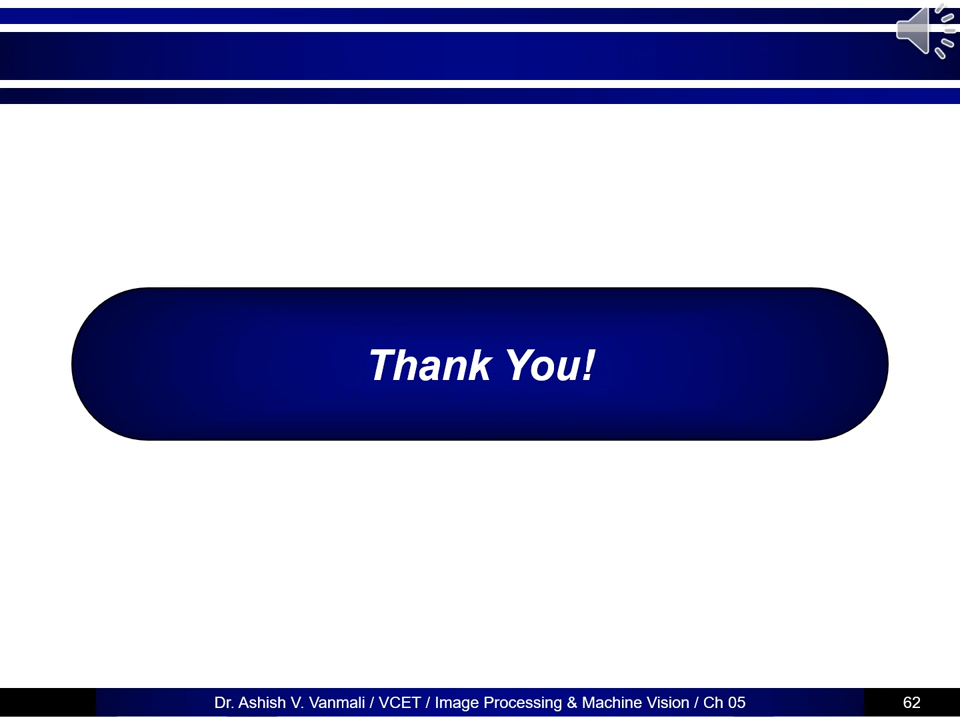 Thank You!
Dr. Ashish V. Vanmali / VCET / Image Processing & Machine Vision / Ch 05
62